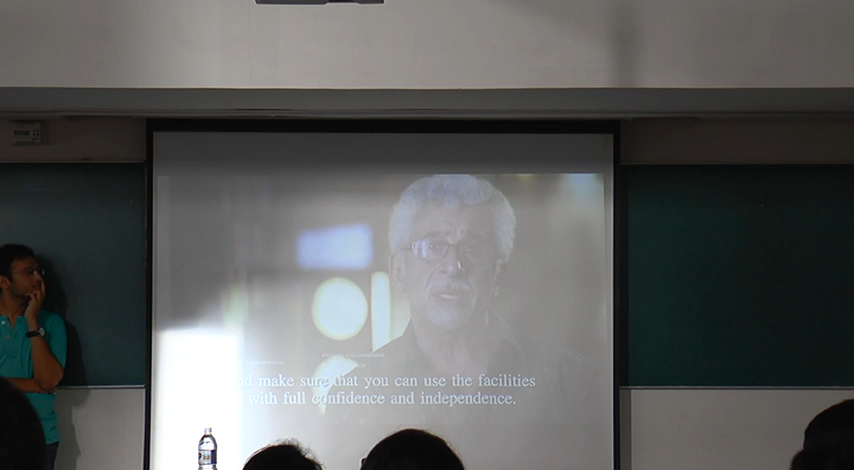 make sure that you can use the facilities
with full confidence and independence.